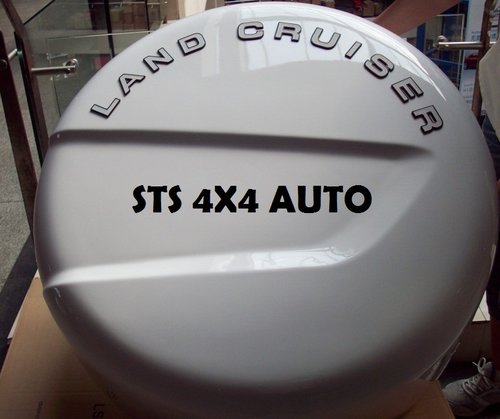 LAND CRUISER
STS 4X4 AUTO